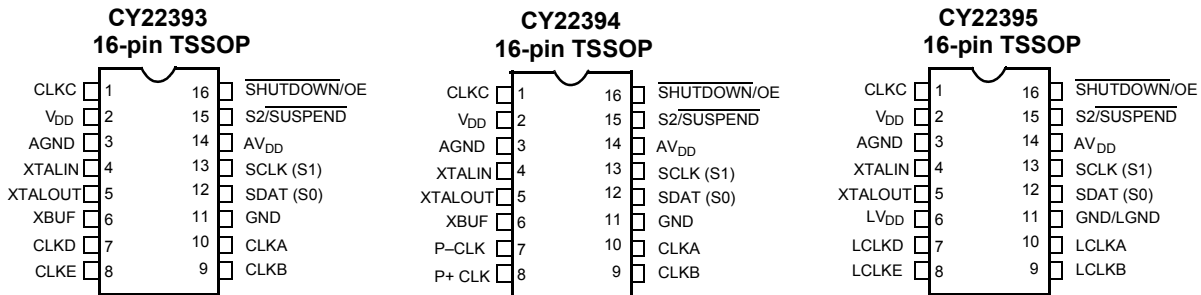 CY22393
16-pin TSSOP
CLKC 1 16 SHUTDOWN/OE
VDD 2 15 S2/SUSPEND
AGND 3 14 AVDD
XTALIN 4 13 SCLK (S1)
XTALOUT 5 12 SDAT (S0)
XBUF 6 11 GND
CLKD 7 10 CLKA
CLKE 8 9 CLKB
CY22394
16-pin TSSOP
CLKC 1 16 SHUTDOWN/OE
VDD 2 15 S2/SUSPEND
AGND 3 14 AVDD
XTALIN 4 13 SCLK (S1)
XTALOUT 5 12 SDAT (S0)
XBUF 6 11 GND
P–CLK 7 10 CLKA
P+ CLK 8 9 CLKB
CY22395
16-pin TSSOP
CLKC 1 16 SHUTDOWN/OE
VDD 2 15 S2/SUSPEND
AGND 3 14 AVDD
XTALIN 4 13 SCLK (S1)
XTALOUT 5 12 SDAT (S0)
LVDD 6 11 GND/LGND
LCLKD 7 10 LCLKA
LCLKE 8 9 LCLKB